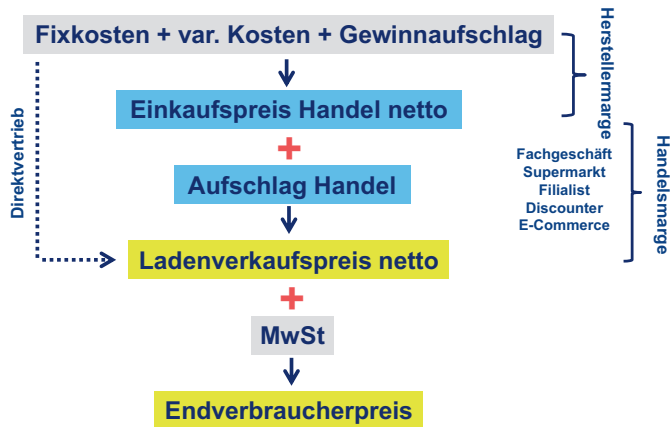 Fixkosten + var. Kosten + Gewinnaufschlag
Herstellermarge
Einkaufspreis Handel netto
+
Direktvertrieb
Aufschlag Handel
Fachgeschäft
Supermarkt
Filialist
Discounter
E-Commerce
Handelsmarge
Ladenverkaufspreis netto
+
MwSt
Endverbraucherpreis